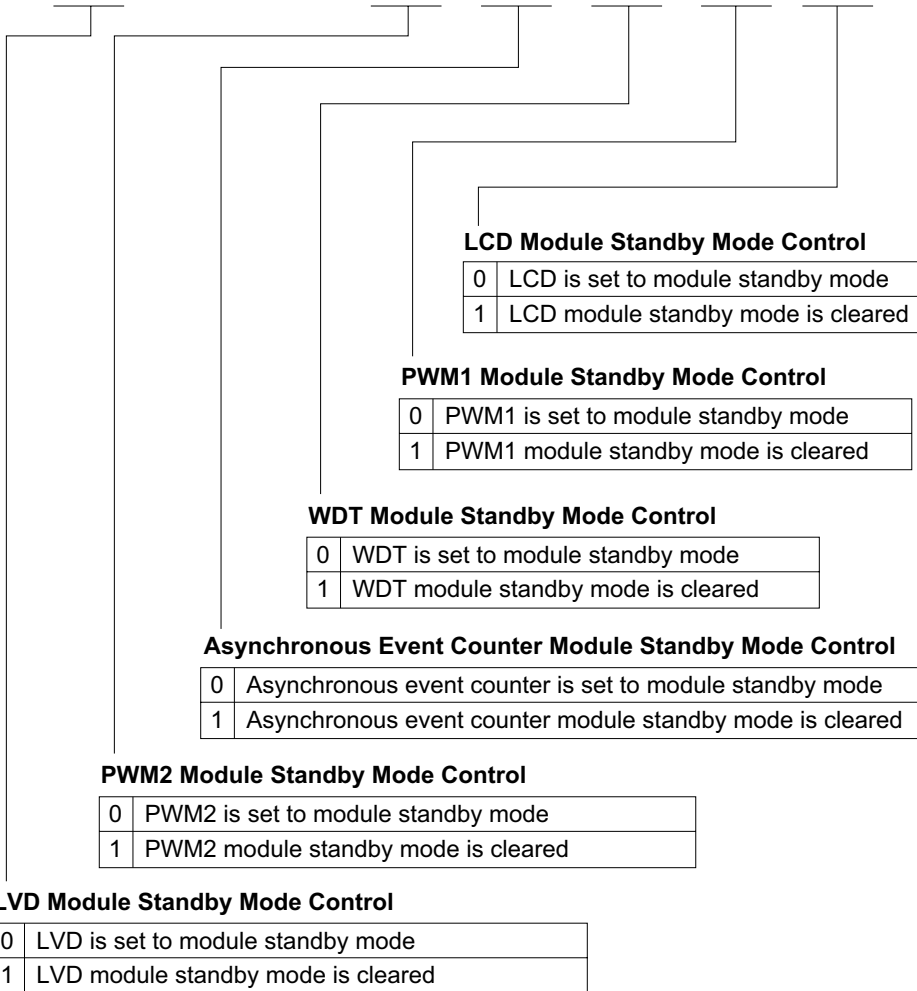 LCD Module Standby Mode Control
0 LCD is set to module standby mode
1 LCD module standby mode is cleared
PWM1 Module Standby Mode Control
0 PWM1 is set to module standby mode
1 PWM1 module standby mode is cleared
WDT Module Standby Mode Control
0 WDT is set to module standby mode
1 WDT module standby mode is cleared
Asynchronous Event Counter Module Standby Mode Control
0 Asynchronous event counter is set to module standby mode
1 Asynchronous event counter module standby mode is cleared
PWM2 Module Standby Mode Control
0 PWM2 is set to module standby mode
1 PWM2 module standby mode is cleared
LVD Module Standby Mode Control
0 LVD is set to module standby mode
1 LVD module standby mode is cleared